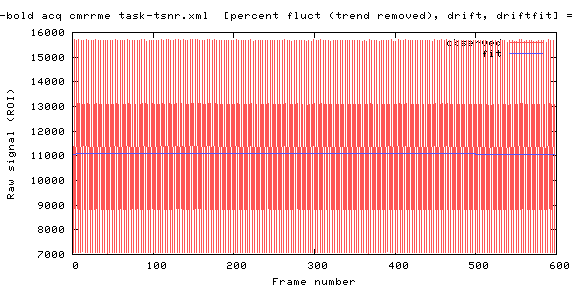 -bold acq cmrrme task-tsnr.xml [percent fluct (trend removed), drift, driftfit] =
16000
15000
14000
13000
12000
11000
10000
9000
8000
7000
observed
fit
Raw signal (ROI)
0 100 200 300 400 500 600
Frame number